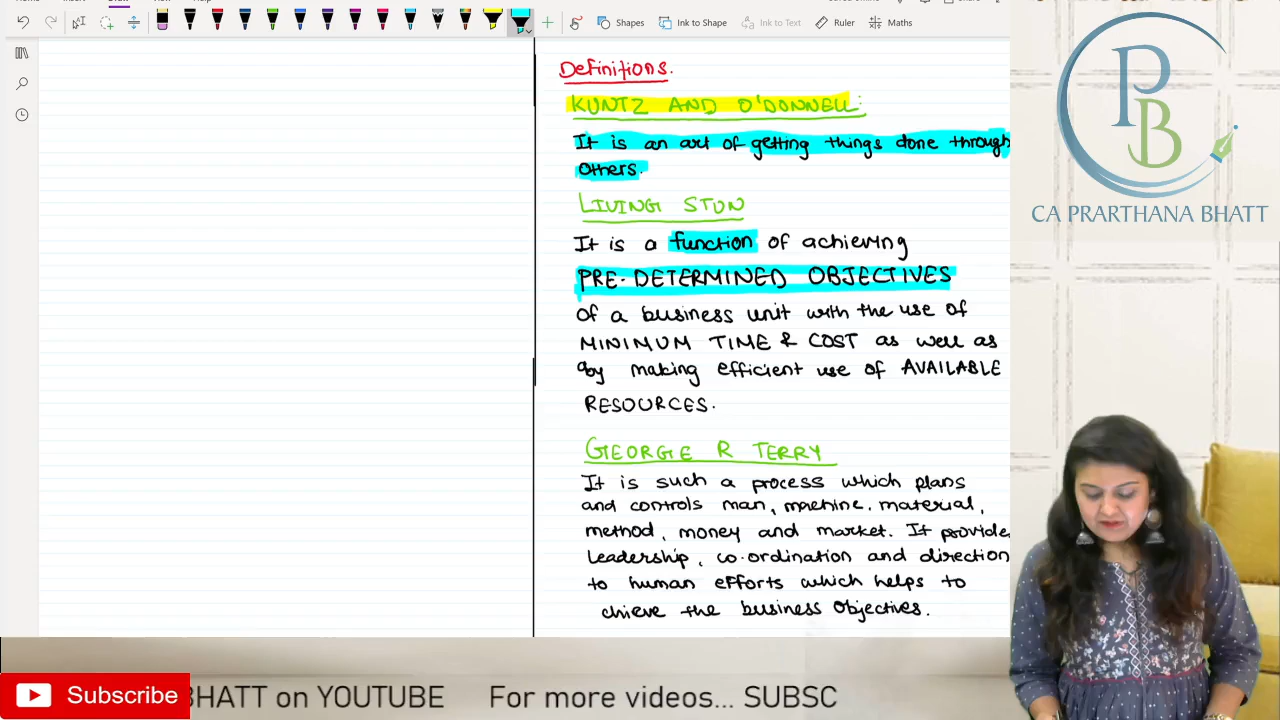 Shapes
Ink to Shape
Ink to Text
Ruler
Maths
Definitions.
KUNTZ AND O'DONNELL:
It is an art of getting things done through
others.
LIVING STON
It is a function of achieving
PRE-DETERMINED OBJECTIVES
of a business unit with the use of
MINIMUM TIME & COST as well as
by making efficient use of AVAILABLE
RESOURCES.
GEORGE R TERRY
It is such a process which plans
and controls man, machine, material,
method, money and market. It provide
leadership, co-ordination and direction
to human efforts which helps to
chieve the business objectives.
PB
CA PRARTHANA BHATT
Subscribe
BHATT on YOUTUBE For more videos... SUBSC